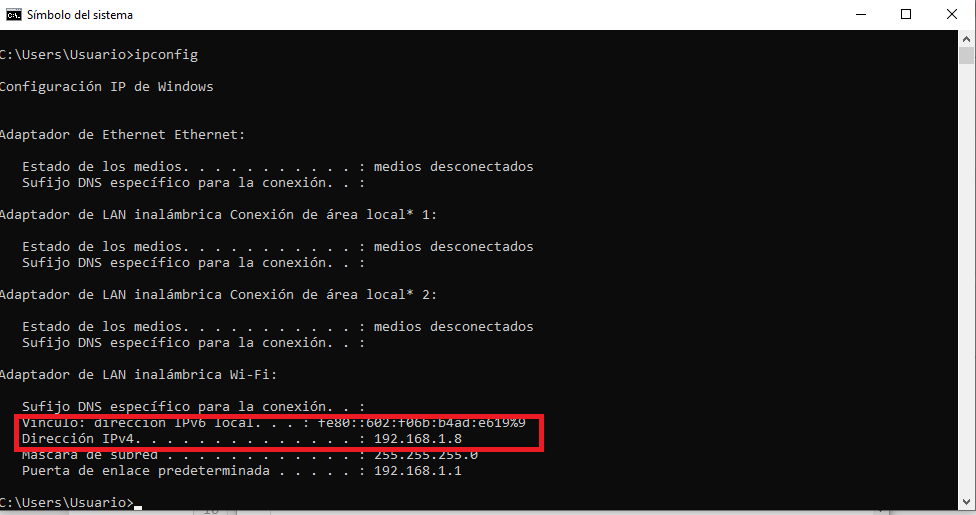 Símbolo del sistema
C:\Users\Usuario>ipconfig
Configuración IP de Windows
Adaptador de Ethernet Ethernet:
Estado de los medios. . . . . . . . . . . : medios desconectados
Sufijo DNS específico para la conexión. . :
Adaptador de LAN inalámbrica Conexión de área local* 1:
Estado de los medios. . . . . . . . . . . : medios desconectados
Sufijo DNS específico para la conexión. . :
Adaptador de LAN inalámbrica Conexión de área local* 2:
Estado de los medios. . . . . . . . . . . : medios desconectados
Sufijo DNS específico para la conexión. . :
Adaptador de LAN inalámbrica Wi-Fi:
Sufijo DNS específico para la conexión. . :
Vínculo: dirección IPv6 local. . . : fe80::602:f06b:b4ad:e619%9
Dirección IPv4. . . . . . . . . . . . . . : 192.168.1.8
Máscara de subred . . . . . . . . . . . . : 255.255.255.0
Puerta de enlace predeterminada . . . . . : 192.168.1.1
C:\Users\Usuario>